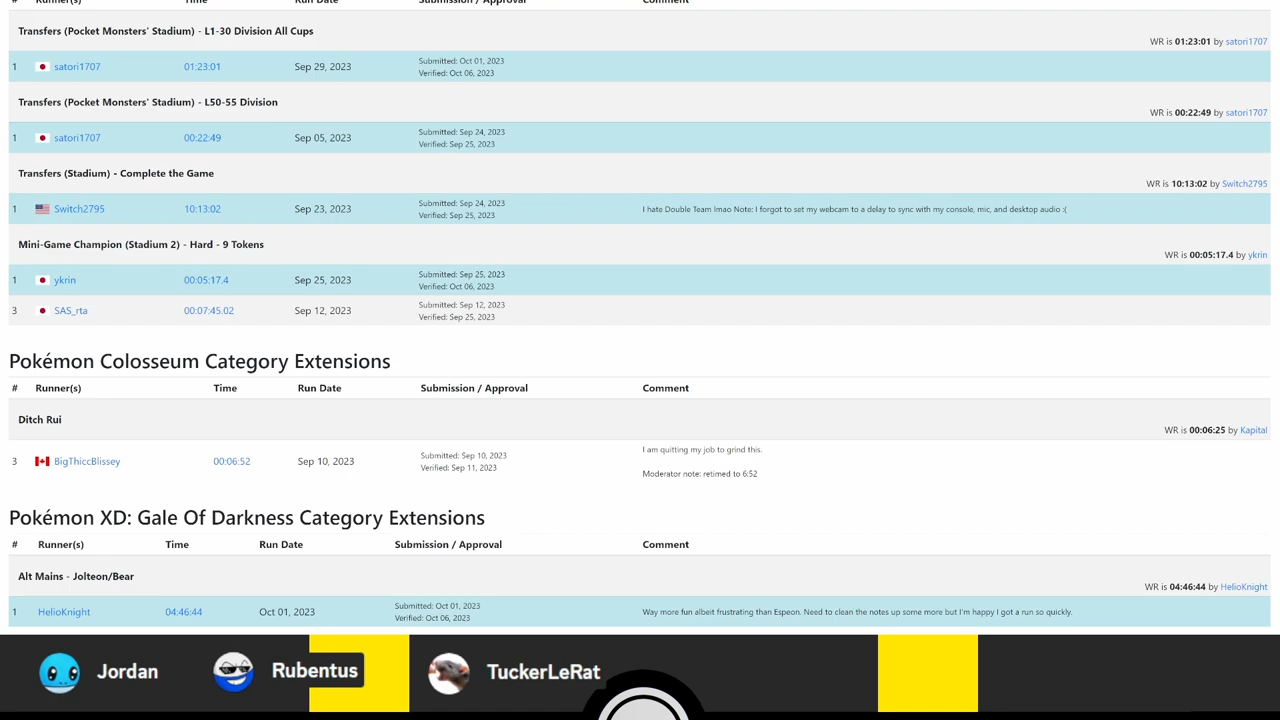 # Runner(s) Time Run Date Submission / Approval Comment
Transfers (Pocket Monsters' Stadium) - L1-30 Division All Cups
WR is 01:23:01 by satori1707
1 satori1707 01:23:01 Sep 29, 2023 Submitted: Oct 01, 2023
Verified: Oct 06, 2023
Transfers (Pocket Monsters' Stadium) - L50-55 Division
WR is 00:22:49 by satori1707
1 satori1707 00:22:49 Sep 05, 2023 Submitted: Sep 24, 2023
Verified: Sep 25, 2023
Transfers (Stadium) - Complete the Game
WR is 10:13:02 by Switch2795
1 Switch2795 10:13:02 Sep 23, 2023 Submitted: Sep 24, 2023
Verified: Sep 25, 2023
I hate Double Team lmao Note: I forgot to set my webcam to a delay to sync with my console, mic, and desktop audio :(
Mini-Game Champion (Stadium 2) - Hard - 9 Tokens
WR is 00:05:17.4 by ykrin
1 ykrin 00:05:17.4 Sep 25, 2023 Submitted: Sep 25, 2023
Verified: Oct 06, 2023
3 SAS_rta 00:07:45.02 Sep 12, 2023 Submitted: Sep 12, 2023
Verified: Sep 25, 2023
Pokémon Colosseum Category Extensions
# Runner(s) Time Run Date Submission / Approval Comment
Ditch Rui
WR is 00:06:25 by Kapital
I am quitting my job to grind this.
3 BigThiccBlissey 00:06:52 Sep 10, 2023 Submitted: Sep 10, 2023
Verified: Sep 11, 2023
Moderator note: retimed to 6:52
Pokémon XD: Gale Of Darkness Category Extensions
# Runner(s) Time Run Date Submission / Approval Comment
Alt Mains - Jolteon/Bear
WR is 04:46:44 by HelioKnight
1 HelioKnight 04:46:44 Oct 01, 2023 Submitted: Oct 01, 2023
Verified: Oct 06, 2023
Way more fun albeit frustrating than Espeon. Need to clean the notes up some more but I'm happy I got a run so quickly.
Jordan Rubentus TuckerLeRat